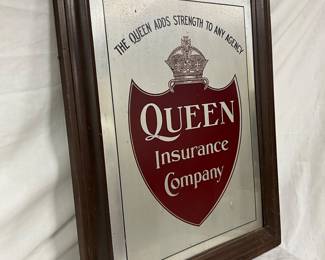 THE QUEEN ADDS STRENGTH TO ANY AGENCY
QUEEN
Insurance
Company